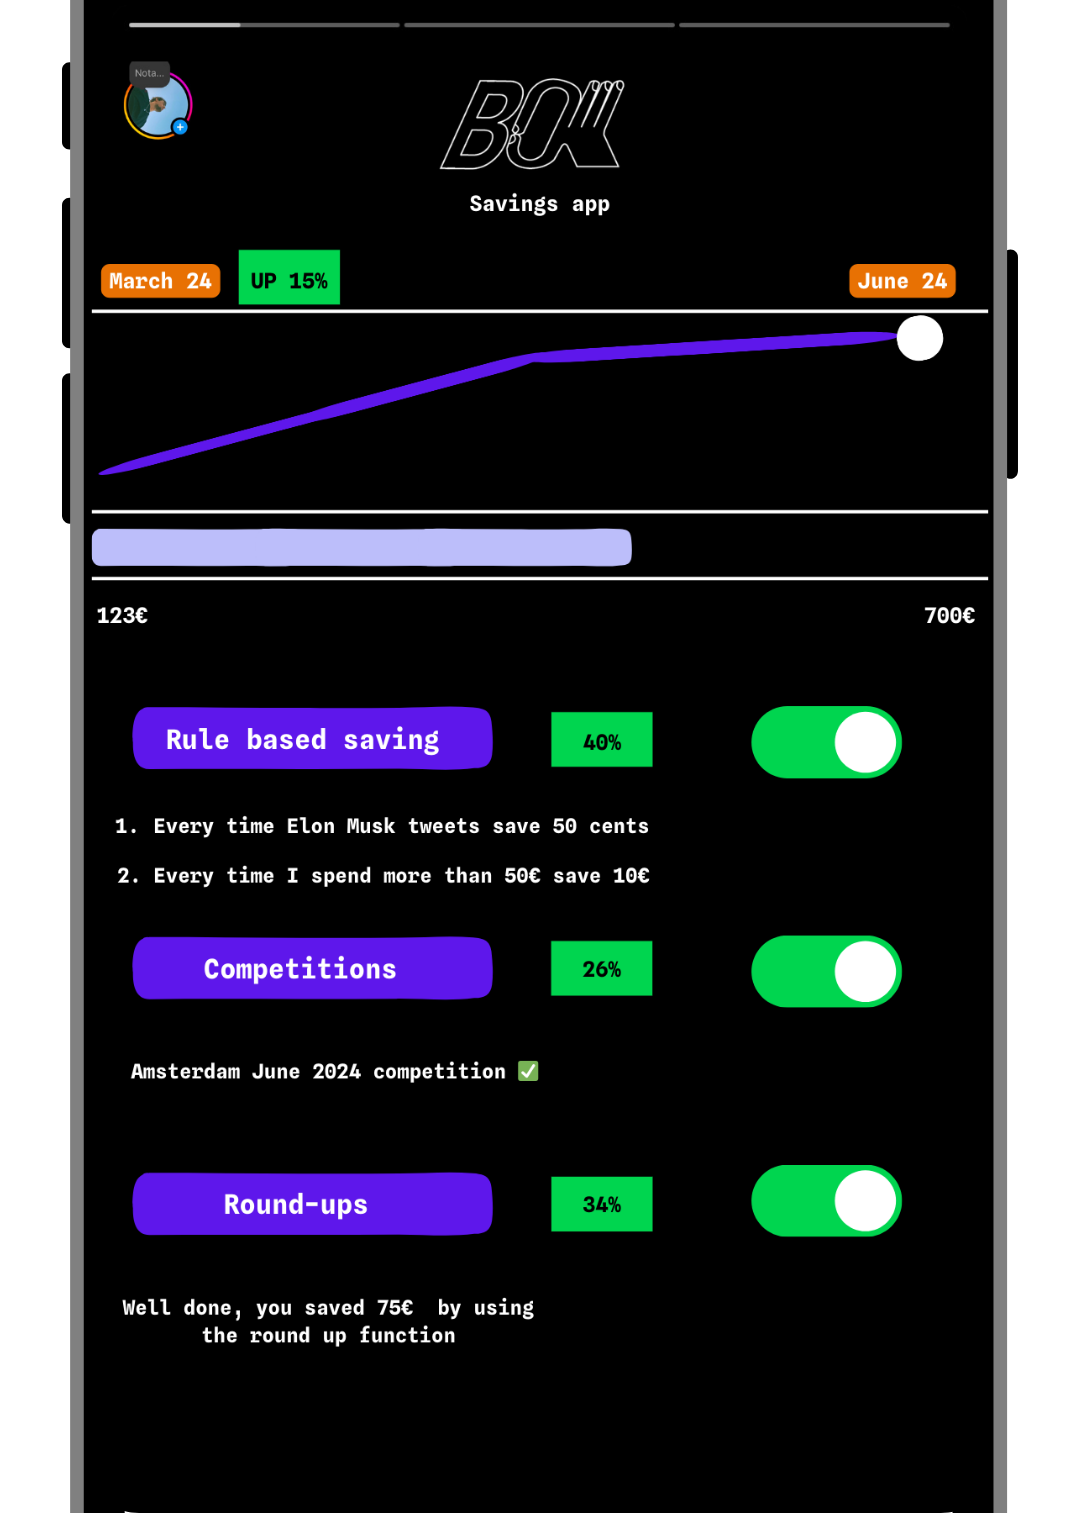 Nota...
BOW
Savings app
March 24
UP 15%
June 24
123€
700€
Rule based saving
40%
1. Every time Elon Musk tweets save 50 cents
2. Every time I spend more than 50€ save 10€
Competitions
26%
Amsterdam June 2024 competition ✅
Round-ups
34%
Well done, you saved 75€ by using
the round up function